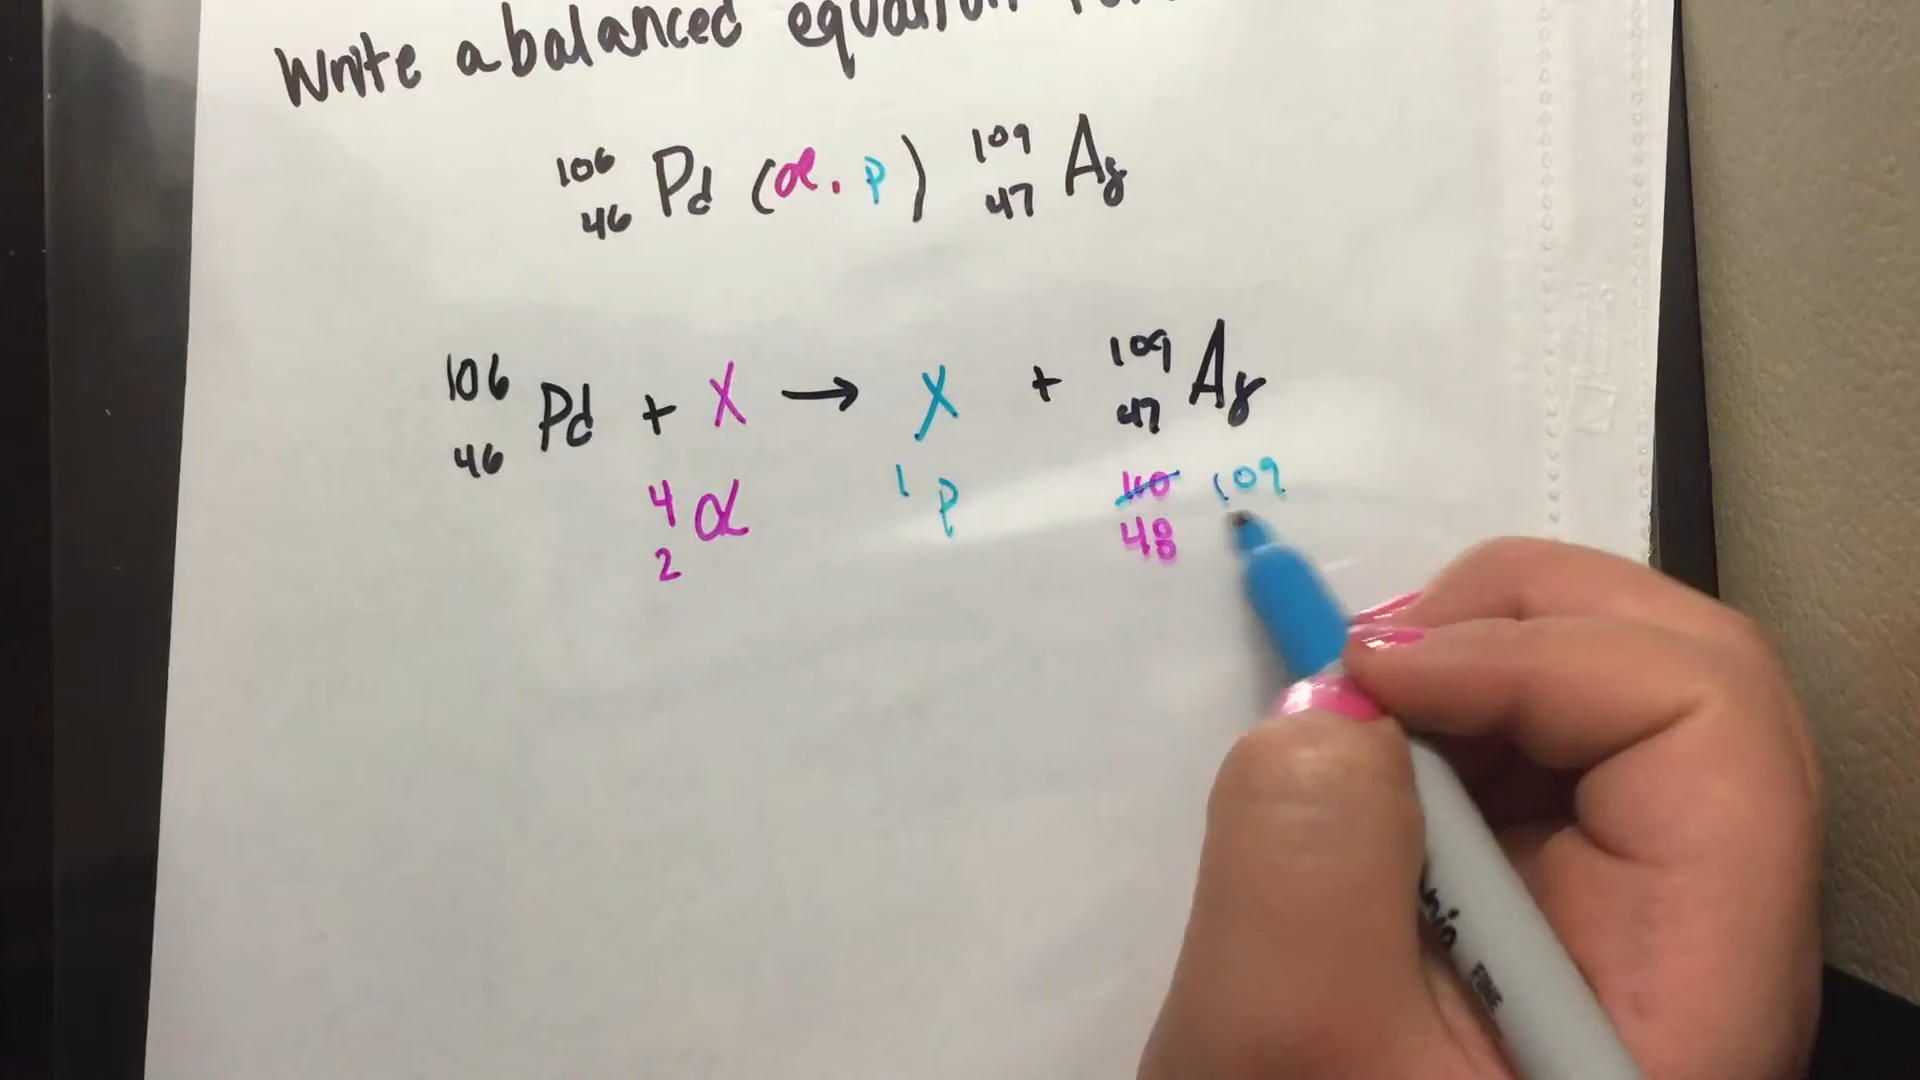 Write a balanced equation
106 46 Pd (α, p) 109 47 Ag
106 46 Pd + X → X + 109 47 Ag
4 2 α 1 p 110 109
48
FINE